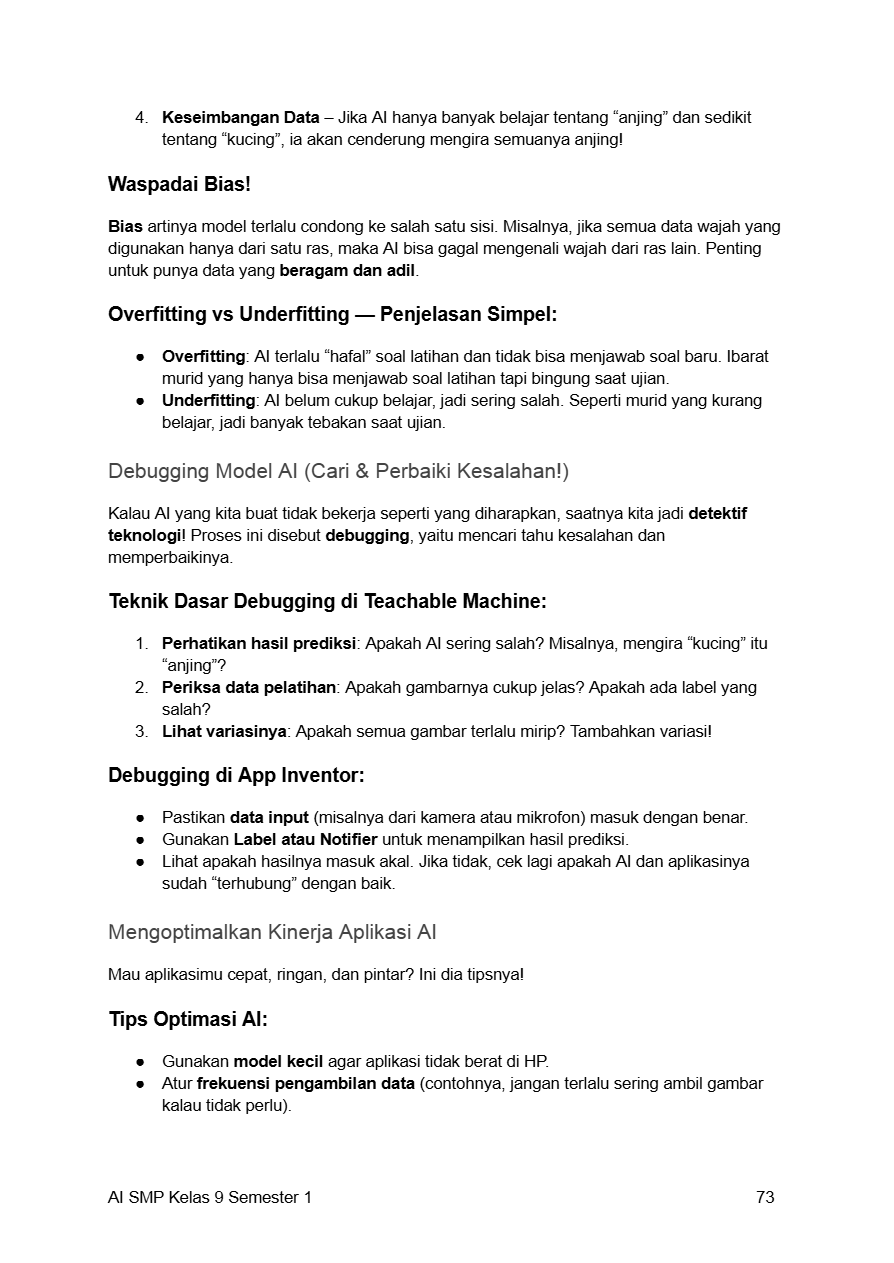 4. Keseimbangan Data – Jika AI hanya banyak belajar tentang “anjing” dan sedikit
tentang “kucing”, ia akan cenderung mengira semuanya anjing!
Waspadai Bias!
Bias artinya model terlalu condong ke salah satu sisi. Misalnya, jika semua data wajah yang
digunakan hanya dari satu ras, maka AI bisa gagal mengenali wajah dari ras lain. Penting
untuk punya data yang beragam dan adil.
Overfitting vs Underfitting — Penjelasan Simpel:
● Overfitting: AI terlalu “hafal” soal latihan dan tidak bisa menjawab soal baru. Ibarat
murid yang hanya bisa menjawab soal latihan tapi bingung saat ujian.
● Underfitting: AI belum cukup belajar, jadi sering salah. Seperti murid yang kurang
belajar, jadi banyak tebakan saat ujian.
Debugging Model AI (Cari & Perbaiki Kesalahan!)
Kalau AI yang kita buat tidak bekerja seperti yang diharapkan, saatnya kita jadi detektif
teknologi! Proses ini disebut debugging, yaitu mencari tahu kesalahan dan
memperbaikinya.
Teknik Dasar Debugging di Teachable Machine:
1. Perhatikan hasil prediksi: Apakah AI sering salah? Misalnya, mengira “kucing” itu
“anjing”?
2. Periksa data pelatihan: Apakah gambarnya cukup jelas? Apakah ada label yang
salah?
3. Lihat variasinya: Apakah semua gambar terlalu mirip? Tambahkan variasi!
Debugging di App Inventor:
● Pastikan data input (misalnya dari kamera atau mikrofon) masuk dengan benar.
● Gunakan Label atau Notifier untuk menampilkan hasil prediksi.
● Lihat apakah hasilnya masuk akal. Jika tidak, cek lagi apakah AI dan aplikasinya
sudah “terhubung” dengan baik.
Mengoptimalkan Kinerja Aplikasi AI
Mau aplikasimu cepat, ringan, dan pintar? Ini dia tipsnya!
Tips Optimasi AI:
● Gunakan model kecil agar aplikasi tidak berat di HP.
● Atur frekuensi pengambilan data (contohnya, jangan terlalu sering ambil gambar
kalau tidak perlu).
AI SMP Kelas 9 Semester 1 73